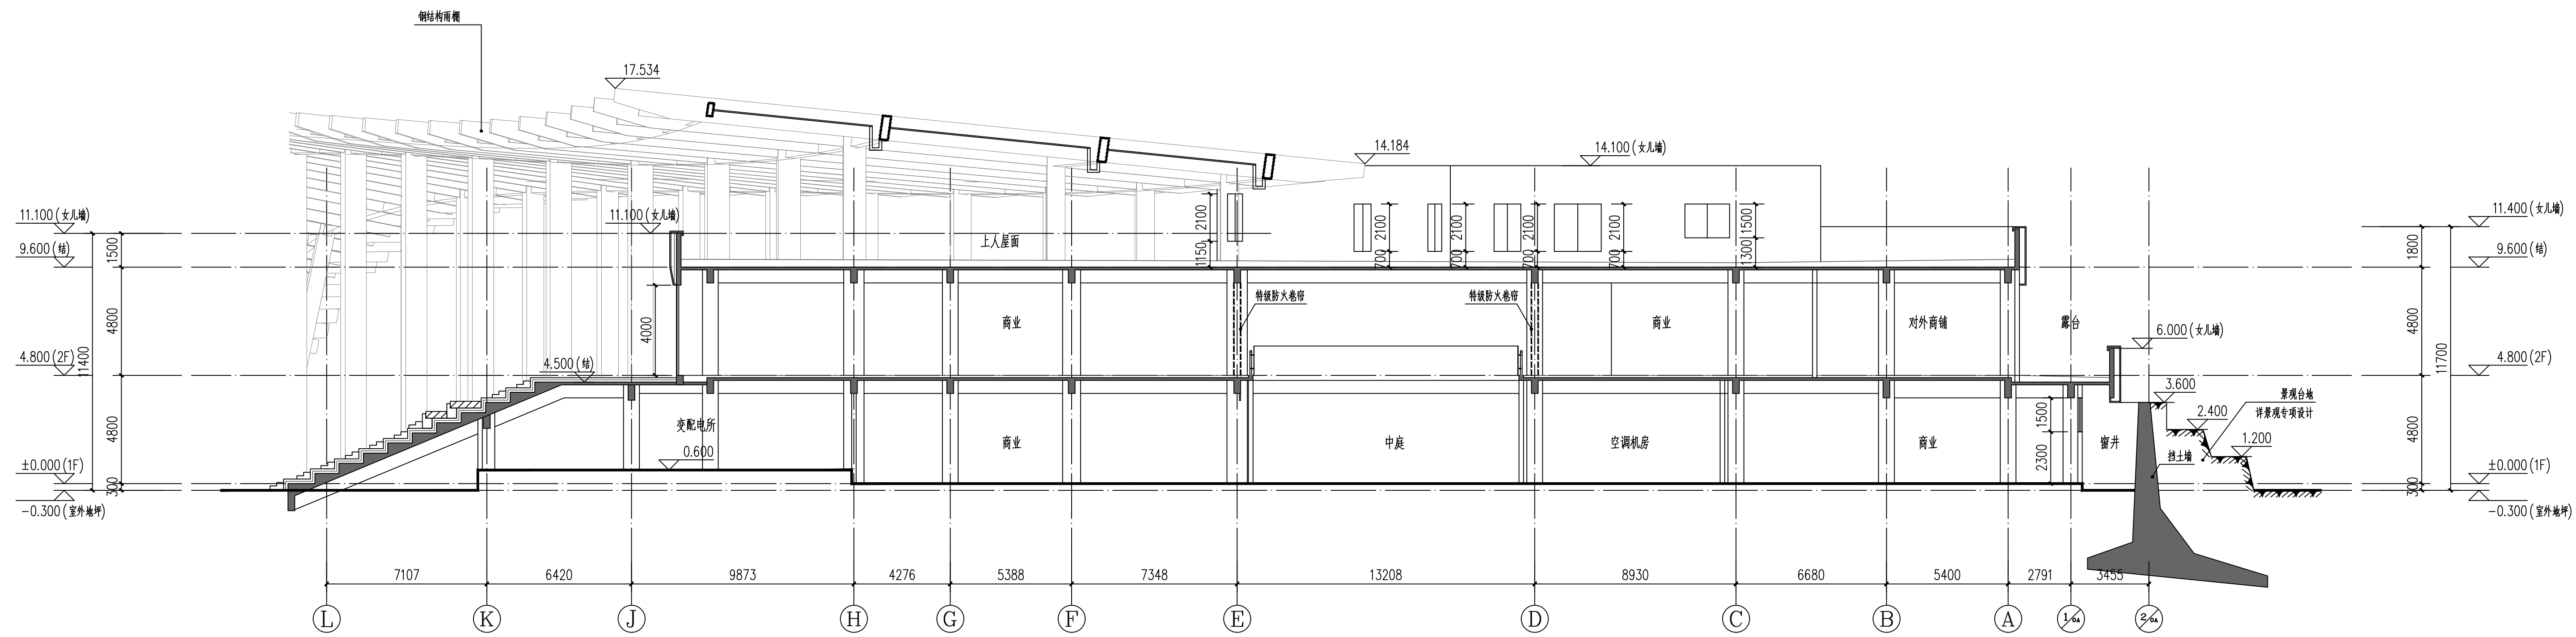 钢结构雨棚
17.534
14.184
14.100(女儿墙)
11.100(女儿墙)
9.600(结)
4.800(2F)
±0.000(1F)
-0.300(室外地坪)
1500
4800
4800
300
11400
11.100(女儿墙)
4000
4.500(结)
上人屋面
2100
1150
2100
700
2100
700
2100
700
2100
700
1500
1300
特级防火卷帘
特级防火卷帘
商业
商业
对外商铺
露台
变配电所
0.600
商业
中庭
空调机房
商业
1500
2300
窗井
挡土墙
6.000(女儿墙)
3.600
2.400
1.200
景观台地
详景观专项设计
11.400(女儿墙)
9.600(结)
4.800(2F)
±0.000(1F)
-0.300(室外地坪)
1800
4800
4800
300
11700
7107
6420
9873
4276
5388
7348
13208
8930
6680
5400
2791
3455
L
K
J
H
G
F
E
D
C
B
A
1/0A
2/0A